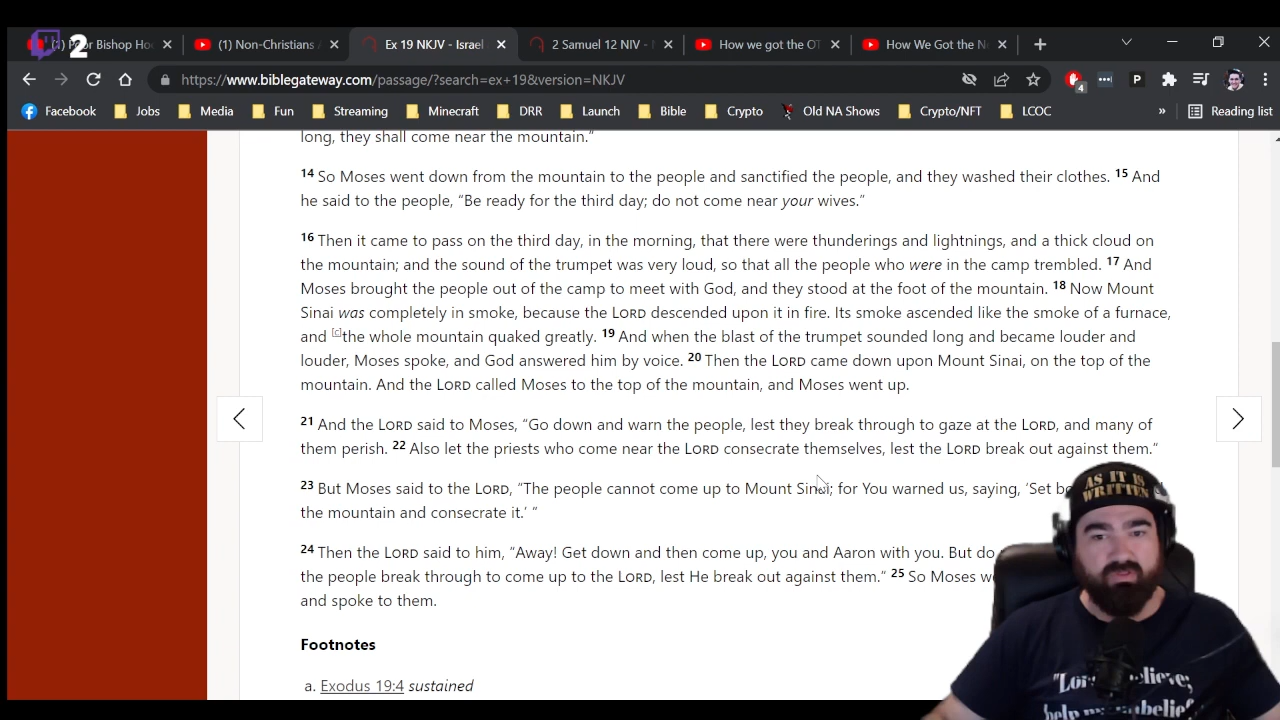 2
or Bishop Ho
(1) Non-Christians
Ex 19 NKJV - Israel
2 Samuel 12 NIV -
How we got the OT
How We Got the N
https://www.biblegateway.com/passage/?search=ex+19&version=NKJV
4
P
Facebook Jobs Media Fun Streaming Minecraft DRR Launch Bible Crypto Old NA Shows Crypto/NFT LCOC » Reading list
long, they shall come near the mountain.”
14 So Moses went down from the mountain to the people and sanctified the people, and they washed their clothes. 15 And
he said to the people, “Be ready for the third day; do not come near your wives.”
16 Then it came to pass on the third day, in the morning, that there were thunderings and lightnings, and a thick cloud on
the mountain; and the sound of the trumpet was very loud, so that all the people who were in the camp trembled. 17 And
Moses brought the people out of the camp to meet with God, and they stood at the foot of the mountain. 18 Now Mount
Sinai was completely in smoke, because the LORD descended upon it in fire. Its smoke ascended like the smoke of a furnace,
and [c]the whole mountain quaked greatly. 19 And when the blast of the trumpet sounded long and became louder and
louder, Moses spoke, and God answered him by voice. 20 Then the LORD came down upon Mount Sinai, on the top of the
mountain. And the LORD called Moses to the top of the mountain, and Moses went up.
21 And the LORD said to Moses, “Go down and warn the people, lest they break through to gaze at the LORD, and many of
them perish. 22 Also let the priests who come near the LORD consecrate themselves, lest the LORD break out against them.”
23 But Moses said to the LORD, “The people cannot come up to Mount Sinai; for You warned us, saying, ‘Set bo
the mountain and consecrate it.’ ”
24 Then the LORD said to him, “Away! Get down and then come up, you and Aaron with you. But do
the people break through to come up to the LORD, lest He break out against them.” 25 So Moses we
and spoke to them.
Footnotes
a. Exodus 19:4 sustained
AS IT IS
WRITTEN
"Lord believe;
help my unbelief